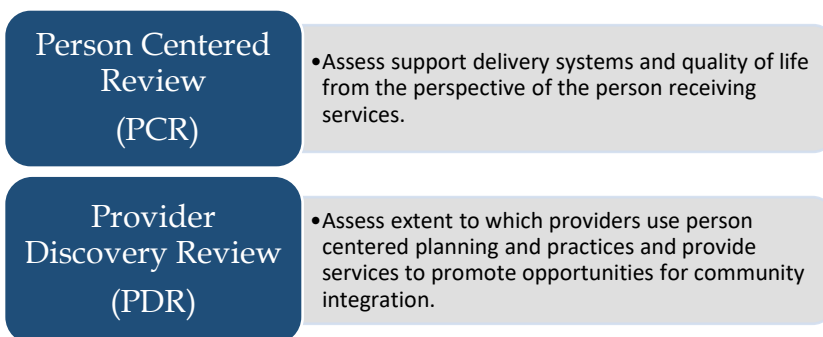 Person Centered
Review
(PCR)
•Assess support delivery systems and quality of life
from the perspective of the person receiving
services.
Provider
Discovery Review
(PDR)
•Assess extent to which providers use person
centered planning and practices and provide
services to promote opportunities for community
integration.